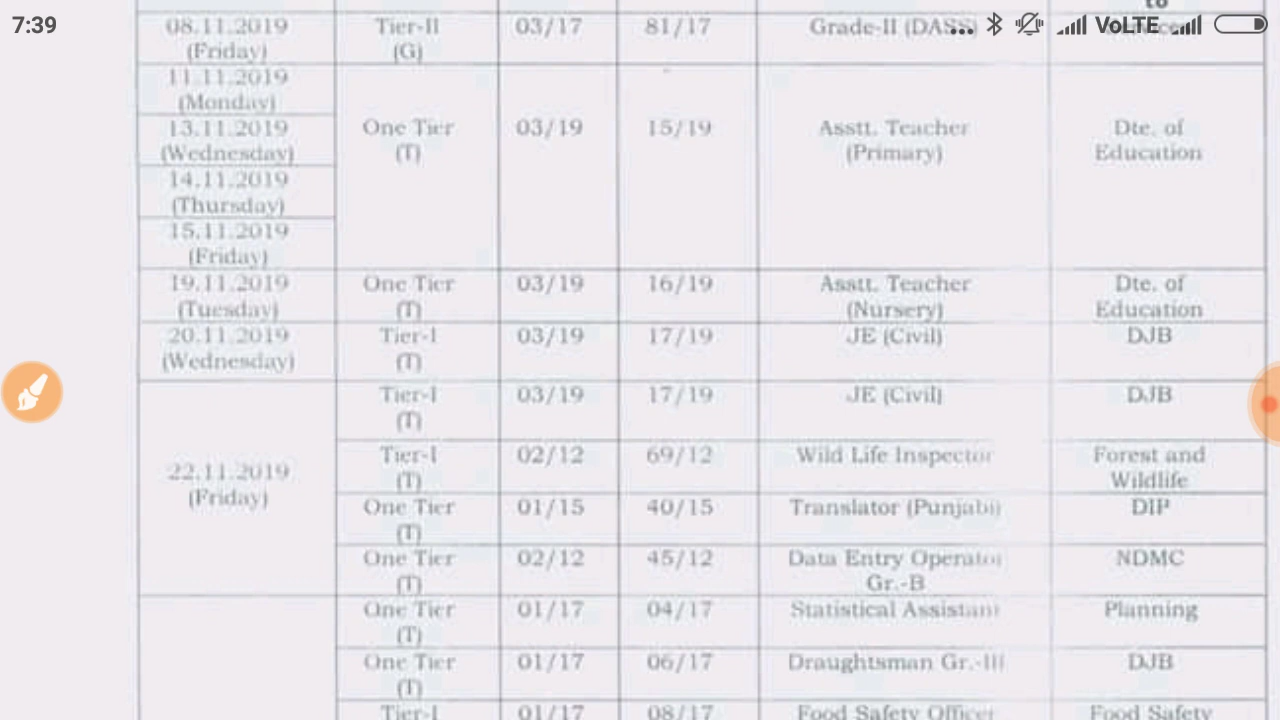 7:39
VoLTE
to
08.11.2019 Tier-II 03/17 81/17 Grade-II (DASS)
(Friday) (G)
11.11.2019
(Monday)
13.11.2019 One Tier 03/19 15/19 Asstt. Teacher Dte. of
(Wednesday) (T) (Primary) Education
14.11.2019
(Thursday)
15.11.2019
(Friday)
19.11.2019 One Tier 03/19 16/19 Asstt. Teacher Dte. of
(Tuesday) (T) (Nursery) Education
20.11.2019 Tier-I 03/19 17/19 JE (Civil) DJB
(Wednesday) (T)
Tier-I 03/19 17/19 JE (Civil) DJB
(T)
Tier-I 02/12 69/12 Wild Life Inspector Forest and
22.11.2019 (T) Wildlife
(Friday)
One Tier 01/15 40/15 Translator (Punjabi) DIP
(T)
One Tier 02/12 45/12 Data Entry Operator NDMC
(T) Gr.-B
One Tier 01/17 04/17 Statistical Assistant Planning
(T)
One Tier 01/17 06/17 Draughtsman Gr.-III DJB
(T)
Tier-I 01/17 08/17 Food Safety Officer Food Safety